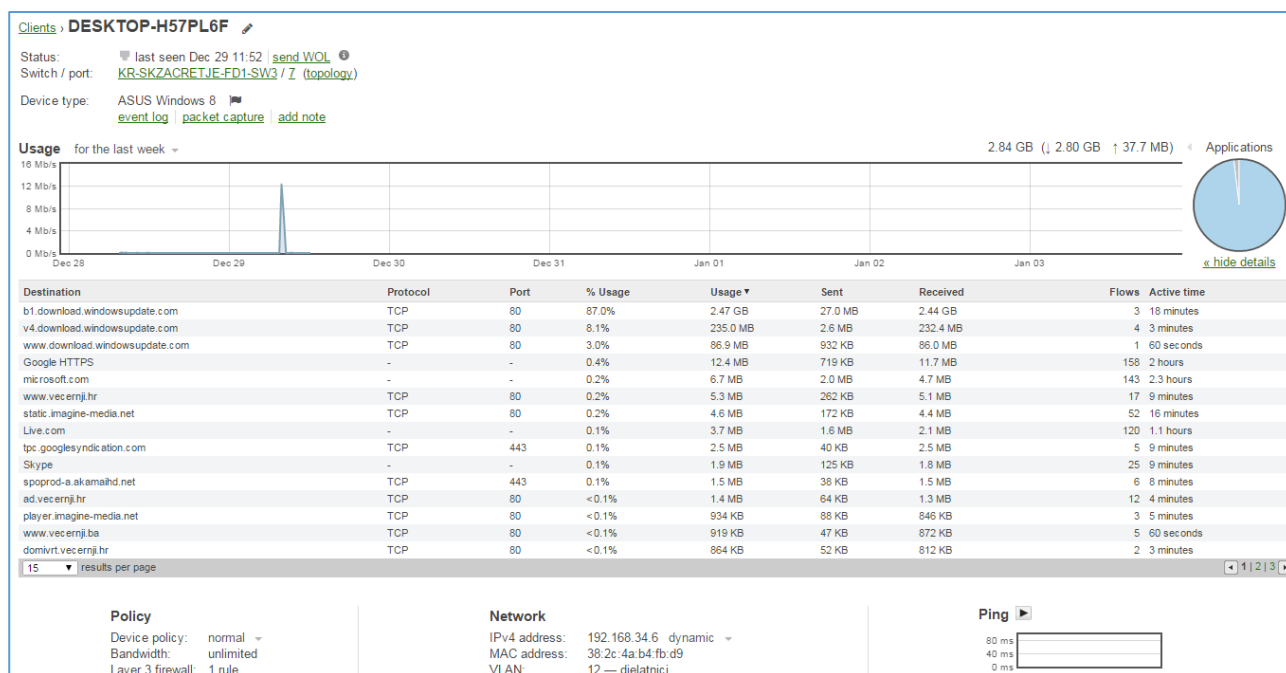 Clients › DESKTOP-H57PL6F
Status: last seen Dec 29 11:52 send WOL
Switch / port: KR-SKZACRETJE-FD1-SW3 / 7 (topology)
Device type: ASUS Windows 8
event log packet capture add note
Usage for the last week 2.84 GB (↓ 2.80 GB ↑ 37.7 MB) Applications
16 Mb/s
12 Mb/s
8 Mb/s
4 Mb/s
0 Mb/s
Dec 28 Dec 29 Dec 30 Dec 31 Jan 01 Jan 02 Jan 03
« hide details
Destination Protocol Port % Usage Usage▼ Sent Received Flows Active time
b1.download.windowsupdate.com TCP 80 87.0% 2.47 GB 27.0 MB 2.44 GB 3 18 minutes
v4.download.windowsupdate.com TCP 80 8.1% 235.0 MB 2.6 MB 232.4 MB 4 3 minutes
www.download.windowsupdate.com TCP 80 3.0% 86.9 MB 932 KB 86.0 MB 1 60 seconds
Google HTTPS - - 0.4% 12.4 MB 719 KB 11.7 MB 158 2 hours
microsoft.com - - 0.2% 6.7 MB 2.0 MB 4.7 MB 143 2.3 hours
www.vecernji.hr TCP 80 0.2% 5.3 MB 262 KB 5.1 MB 17 9 minutes
static.imagine-media.net TCP 80 0.2% 4.6 MB 172 KB 4.4 MB 52 16 minutes
Live.com - - 0.1% 3.7 MB 1.6 MB 2.1 MB 120 1.1 hours
tpc.googlesyndication.com TCP 443 0.1% 2.5 MB 40 KB 2.5 MB 5 9 minutes
Skype - - 0.1% 1.9 MB 125 KB 1.8 MB 25 9 minutes
spoprod-a.akamaihd.net TCP 443 0.1% 1.5 MB 38 KB 1.5 MB 6 8 minutes
ad.vecernji.hr TCP 80 <0.1% 1.4 MB 64 KB 1.3 MB 12 4 minutes
player.imagine-media.net TCP 80 <0.1% 934 KB 88 KB 846 KB 3 5 minutes
www.vecernji.ba TCP 80 <0.1% 919 KB 47 KB 872 KB 5 60 seconds
domivrt.vecernji.hr TCP 80 <0.1% 864 KB 52 KB 812 KB 2 3 minutes
15 results per page 1 | 2 | 3
Policy
Device policy: normal
Bandwidth: unlimited
Layer 3 firewall: 1 rule
Network
IPv4 address: 192.168.34.6 dynamic
MAC address: 38:2c:4a:b4:fb:d9
VLAN: 12 — djelatnici
Ping
80 ms
40 ms
0 ms